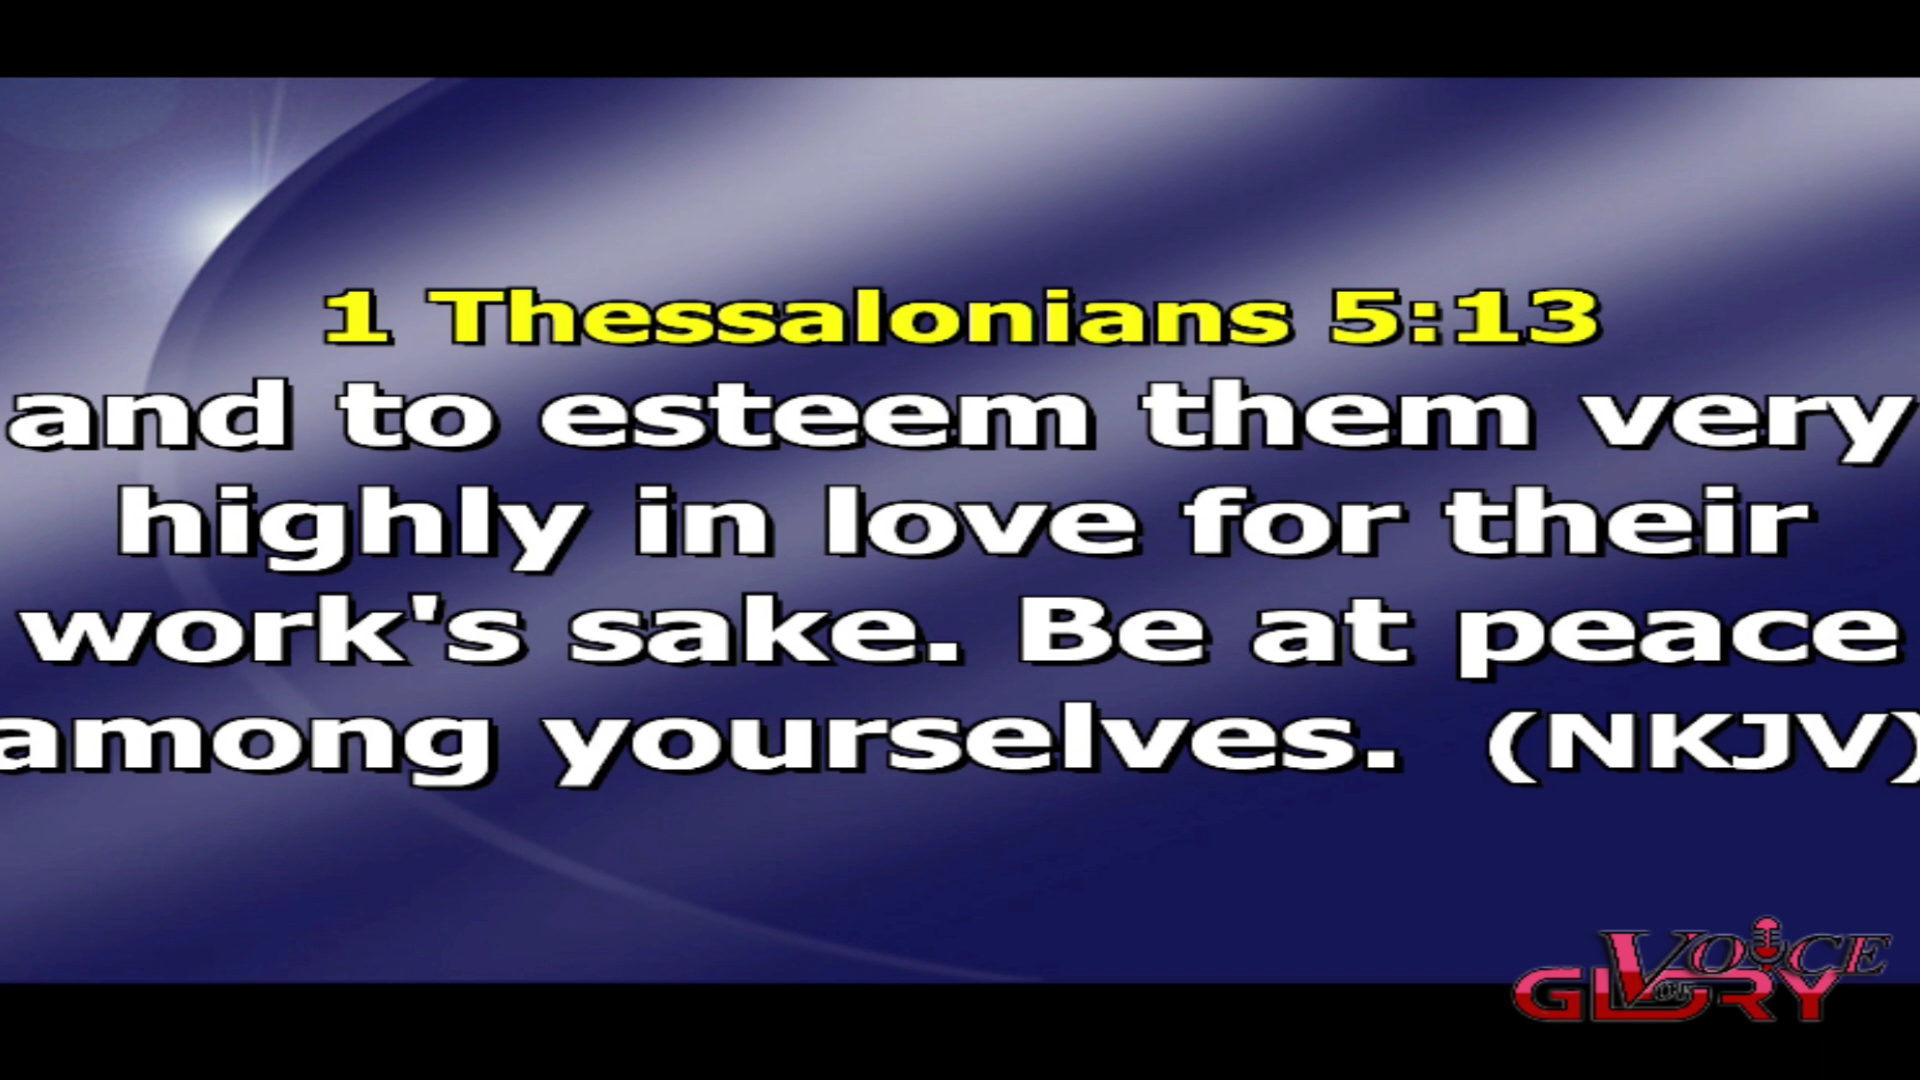 1 Thessalonians 5:13
and to esteem them very
highly in love for their
work's sake. Be at peace
among yourselves. (NKJV)
VOICE
OF
GLORY